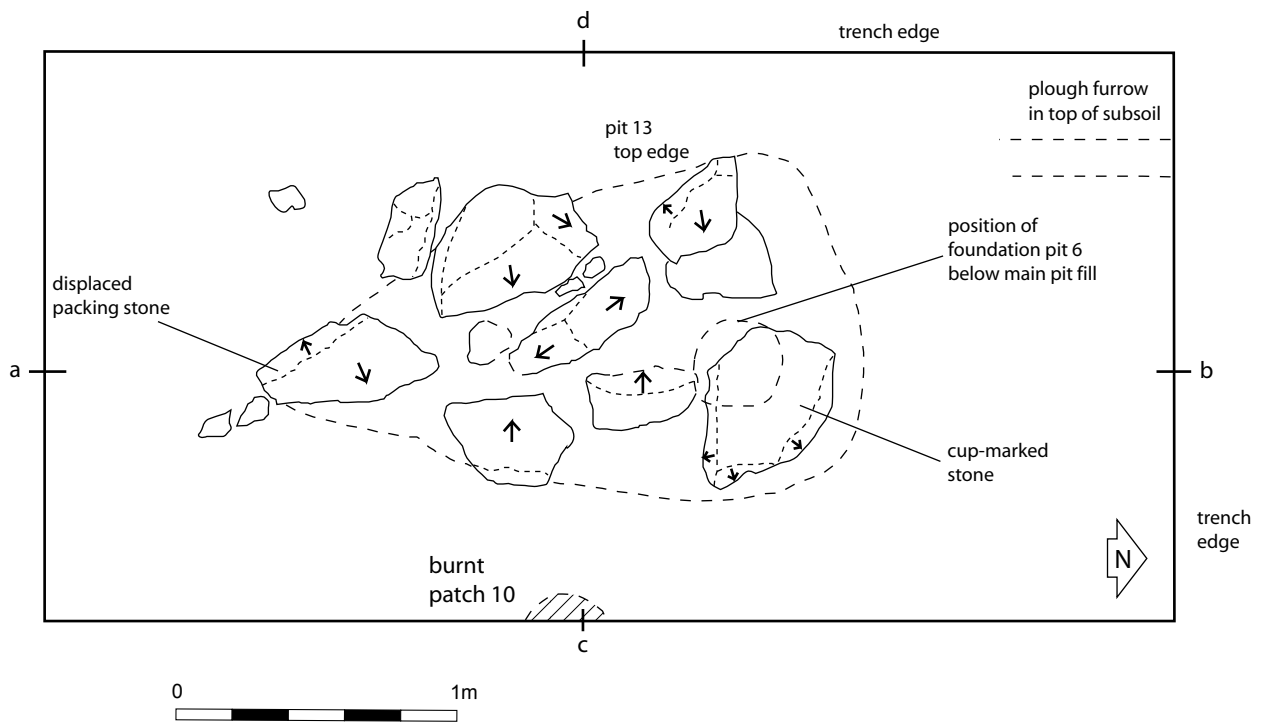 d
trench edge
plough furrow
in top of subsoil
pit 13
top edge
position of
foundation pit 6
below main pit fill
displaced
packing stone
a
b
cup-marked
stone
trench
edge
N
burnt
patch 10
c
0
1m